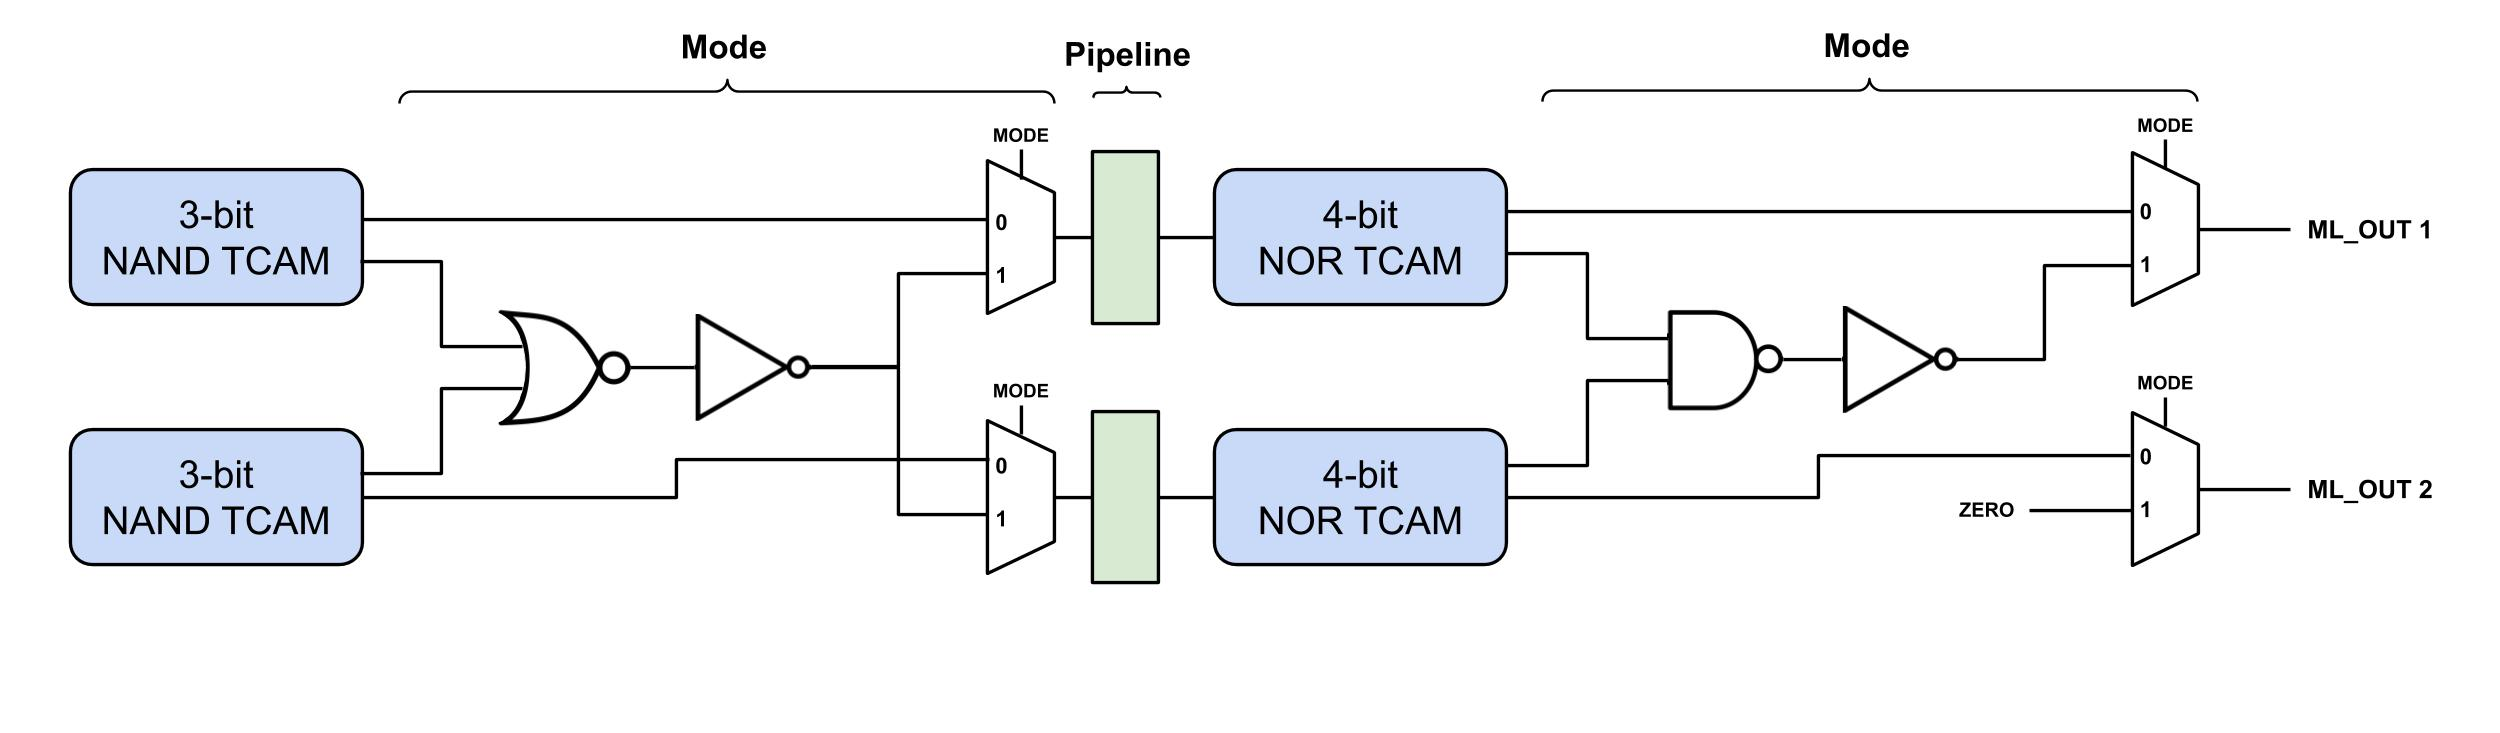 Mode
Pipeline
Mode
MODE
MODE
3-bit
NAND TCAM
0
1
4-bit
NOR TCAM
0
1
ML_OUT 1
MODE
MODE
3-bit
NAND TCAM
0
1
4-bit
NOR TCAM
0
1
ZERO
ML_OUT 2